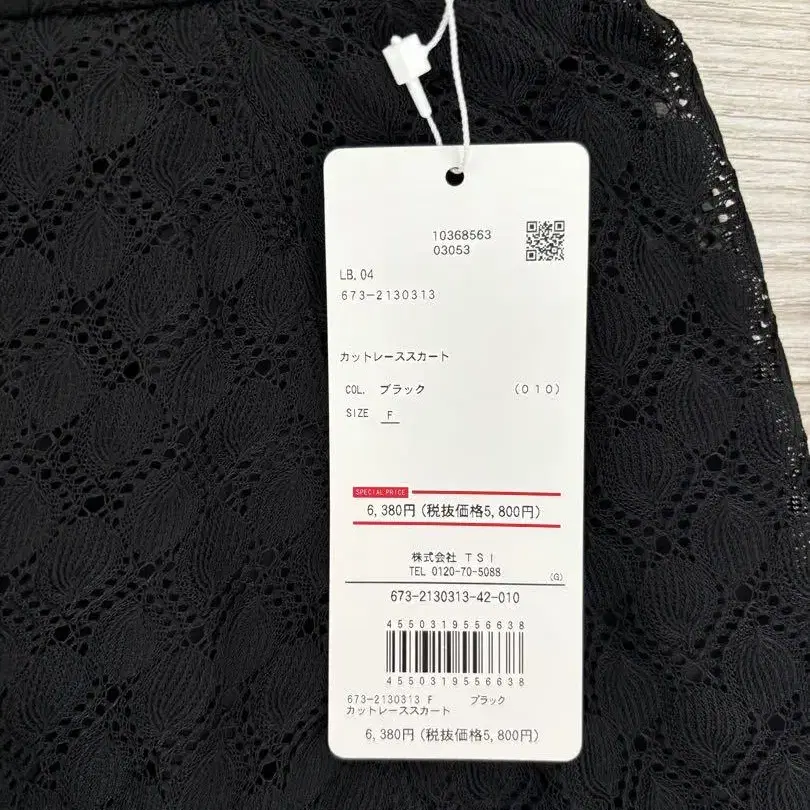 10368563
03053
LB.04
673-2130313
カットレーススカート
COL. ブラック (010)
SIZE F
SPECIAL PRICE
6,380円(税抜価格5,800円)
株式会社 TSI
TEL 0120-70-5088
(G)
673-2130313-42-010
4550319556638
4550319556638
673-2130313 F ブラック
カットレーススカート
6,380円(税抜価格5,800円)